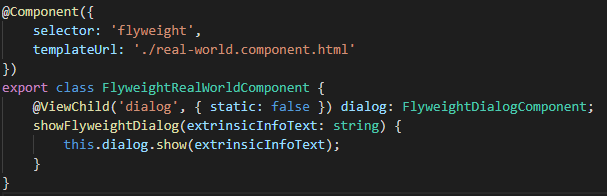 @Component({
    selector: 'flyweight',
    templateUrl: './real-world.component.html'
})
export class FlyweightRealWorldComponent {
    @ViewChild('dialog', { static: false }) dialog: FlyweightDialogComponent;
    showFlyweightDialog(extrinsicInfoText: string) {
        this.dialog.show(extrinsicInfoText);
    }
}